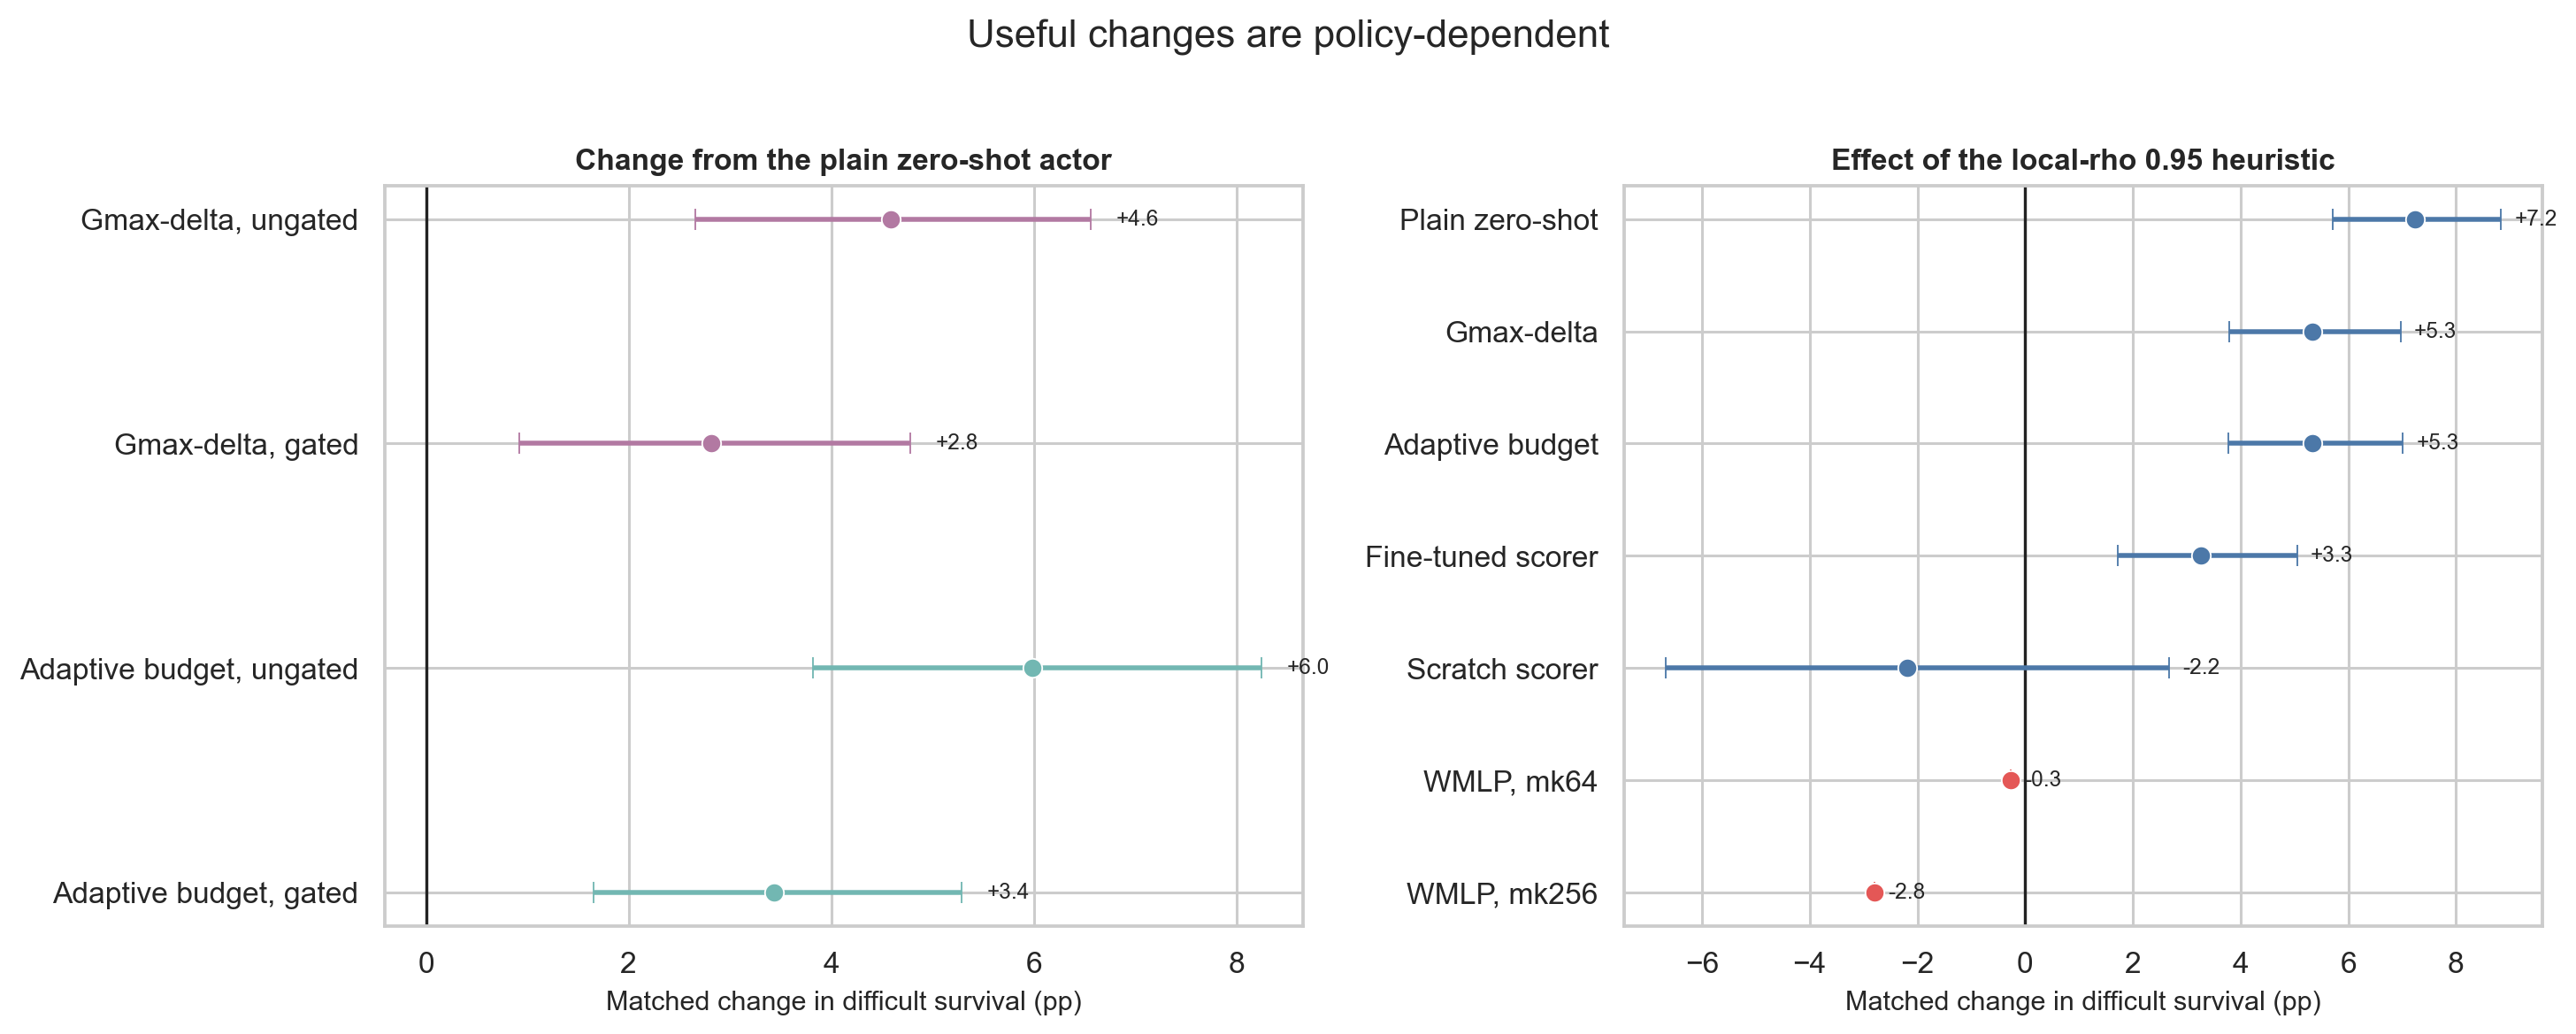 Useful changes are policy-dependent
Change from the plain zero-shot actor
Gmax-delta, ungated
+4.6
Gmax-delta, gated
+2.8
Adaptive budget, ungated
+6.0
Adaptive budget, gated
+3.4
0 2 4 6 8
Matched change in difficult survival (pp)
Effect of the local-rho 0.95 heuristic
Plain zero-shot
+7.2
Gmax-delta
+5.3
Adaptive budget
+5.3
Fine-tuned scorer
+3.3
Scratch scorer
-2.2
WMLP, mk64
-0.3
WMLP, mk256
-2.8
−6 −4 −2 0 2 4 6 8
Matched change in difficult survival (pp)